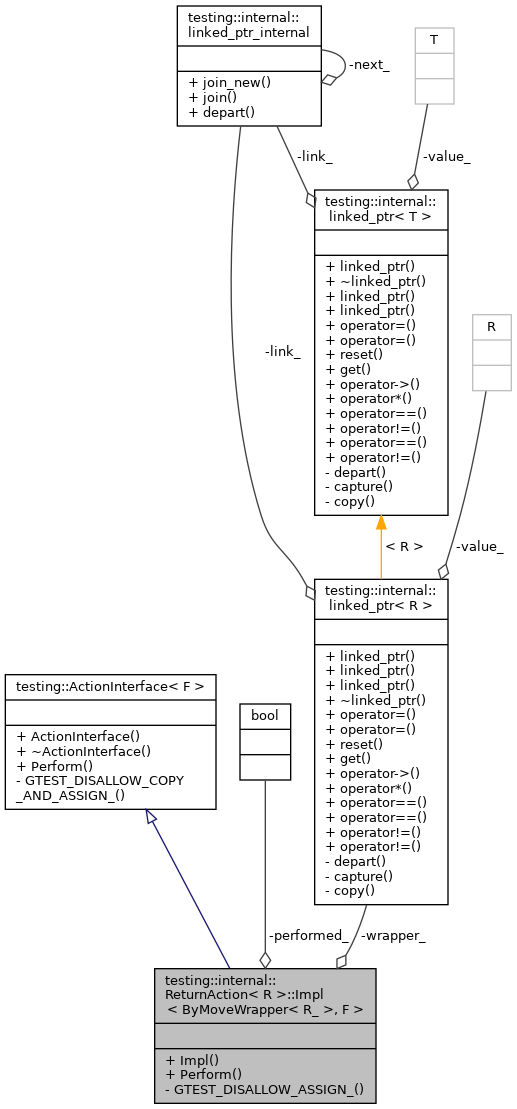 testing::internal::
linked_ptr_internal
+ join_new()
+ join()
+ depart()
-next_
T
-link_
-value_
testing::internal::
linked_ptr< T >
+ linked_ptr()
+ ~linked_ptr()
+ linked_ptr()
+ linked_ptr()
+ operator=()
+ operator=()
+ reset()
+ get()
+ operator->()
+ operator*()
+ operator==()
+ operator!=()
+ operator==()
+ operator!=()
- depart()
- capture()
- copy()
-link_
R
< R >
-value_
testing::internal::
linked_ptr< R >
+ linked_ptr()
+ linked_ptr()
+ linked_ptr()
+ ~linked_ptr()
+ operator=()
+ operator=()
+ reset()
+ get()
+ operator->()
+ operator*()
+ operator==()
+ operator==()
+ operator!=()
+ operator!=()
- depart()
- capture()
- copy()
testing::ActionInterface< F >
+ ActionInterface()
+ ~ActionInterface()
+ Perform()
- GTEST_DISALLOW_COPY
_AND_ASSIGN_()
bool
-performed_
-wrapper_
testing::internal::
ReturnAction< R >::Impl
< ByMoveWrapper< R_ >, F >
+ Impl()
+ Perform()
- GTEST_DISALLOW_ASSIGN_()